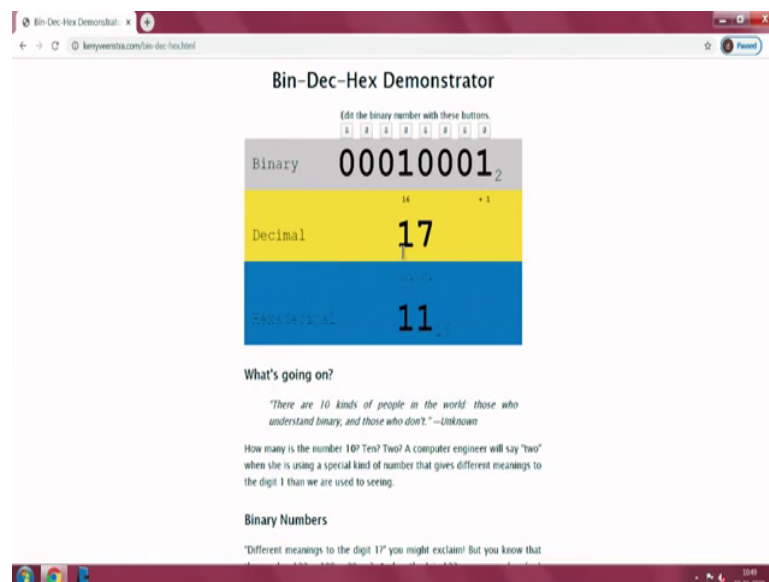 Bin-Dec-Hex Demonstrat
kerryveenstra.com/bin-dec-hex.html
Paused
Bin-Dec-Hex Demonstrator
Edit the binary number with these buttons.
Binary 00010001 2
16 + 1
Decimal 17
Hexadecimal 11 16
What's going on?
"There are 10 kinds of people in the world those who
understand binary, and those who don't." —Unknown
How many is the number 10? Ten? Two? A computer engineer will say "two"
when she is using a special kind of number that gives different meanings to
the digit 1 than we are used to seeing.
Binary Numbers
"Different meanings to the digit 1?" you might exclaim! But you know that
10:49